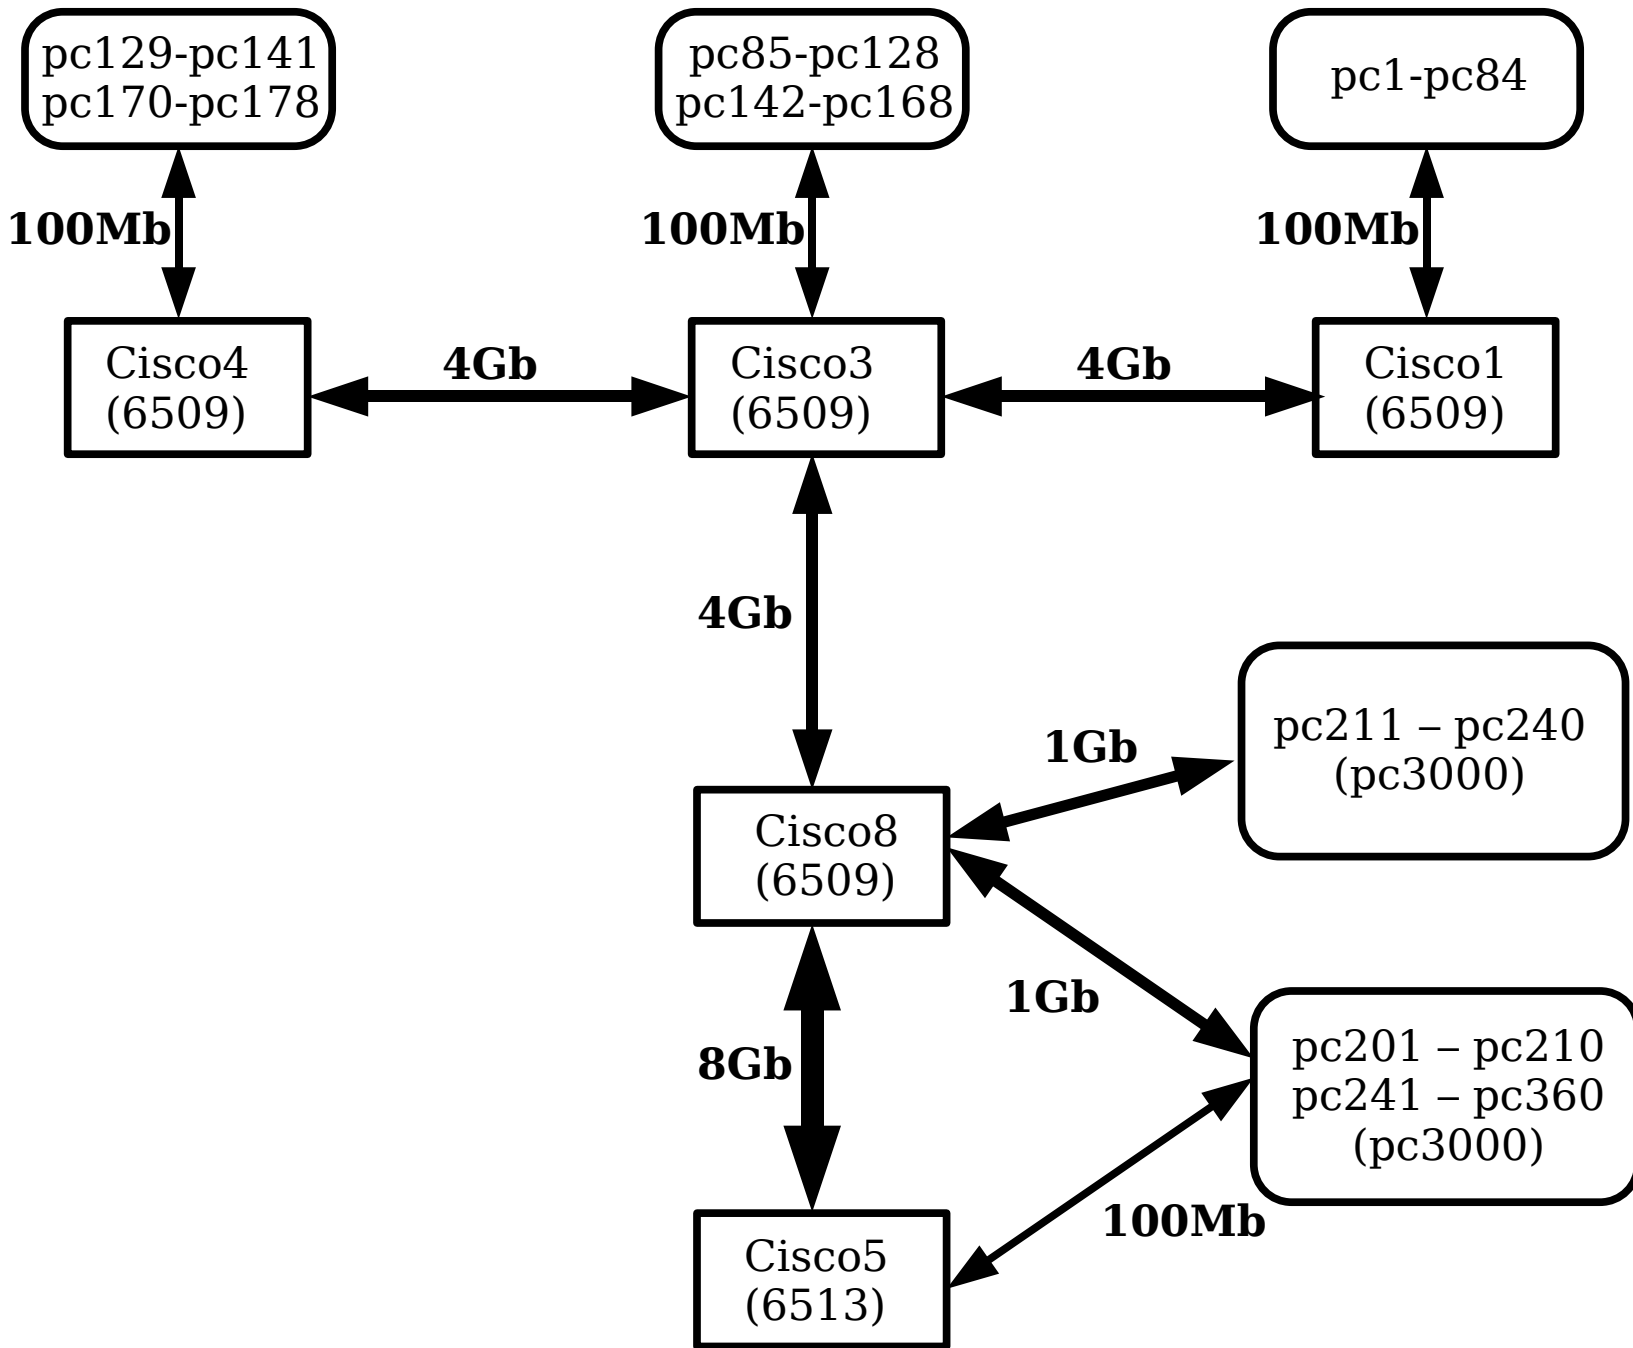 pc129-pc141
pc170-pc178
pc85-pc128
pc142-pc168
pc1-pc84
100Mb
100Mb
100Mb
Cisco4
(6509)
4Gb
Cisco3
(6509)
4Gb
Cisco1
(6509)
4Gb
pc211 – pc240
(pc3000)
1Gb
Cisco8
(6509)
1Gb
8Gb
pc201 – pc210
pc241 – pc360
(pc3000)
100Mb
Cisco5
(6513)